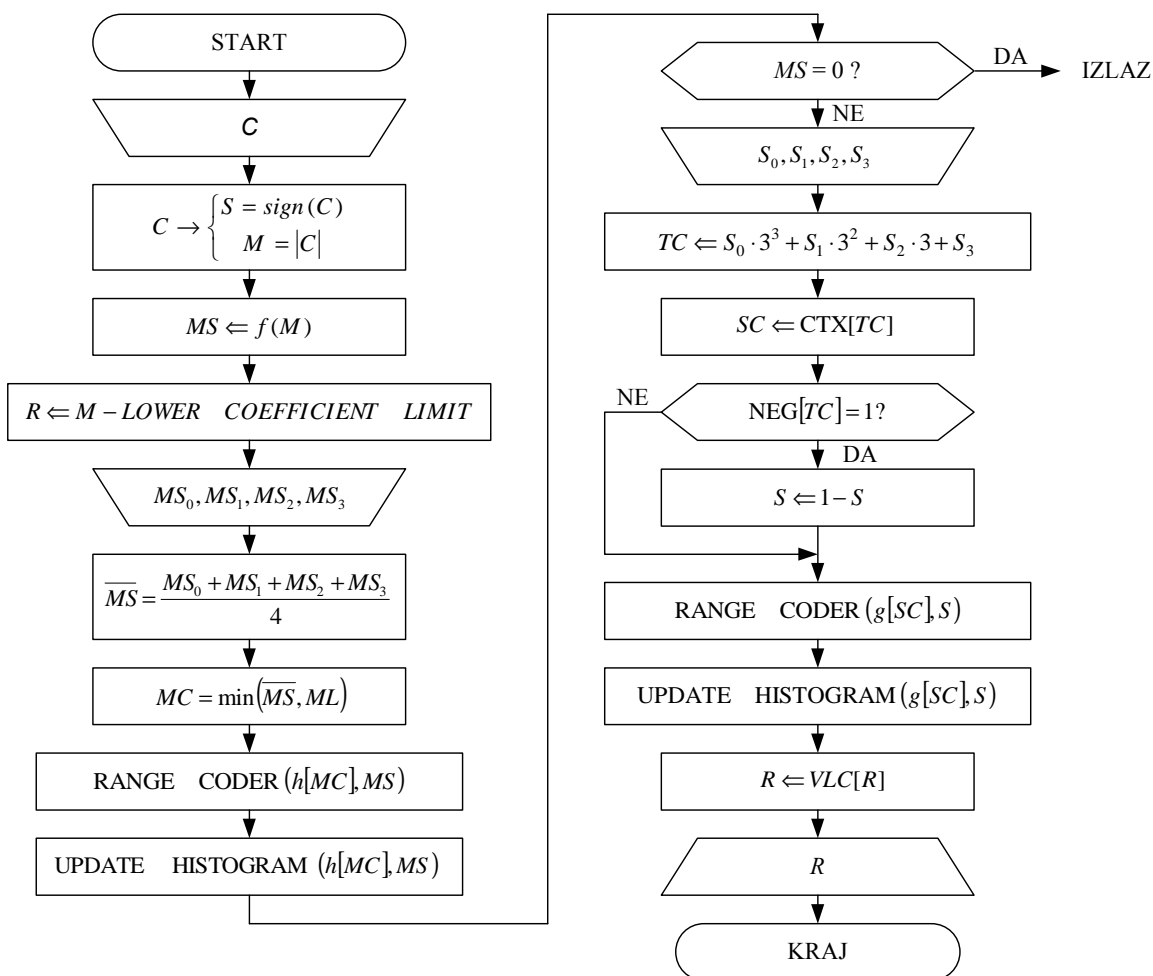 START
C
C → { S = sign(C)
M = |C|
MS ⇐ f(M)
R ⇐ M − LOWER COEFFICIENT LIMIT
MS₀, MS₁, MS₂, MS₃
M̅S̅ = (MS₀ + MS₁ + MS₂ + MS₃) / 4
MC = min(M̅S̅, ML)
RANGE CODER (h[MC], MS)
UPDATE HISTOGRAM (h[MC], MS)
MS = 0 ?
DA
IZLAZ
NE
S₀, S₁, S₂, S₃
TC ⇐ S₀ · 3³ + S₁ · 3² + S₂ · 3 + S₃
SC ⇐ CTX[TC]
NE
NEG[TC] = 1?
DA
S ⇐ 1 − S
RANGE CODER (g[SC], S)
UPDATE HISTOGRAM (g[SC], S)
R ⇐ VLC[R]
R
KRAJ